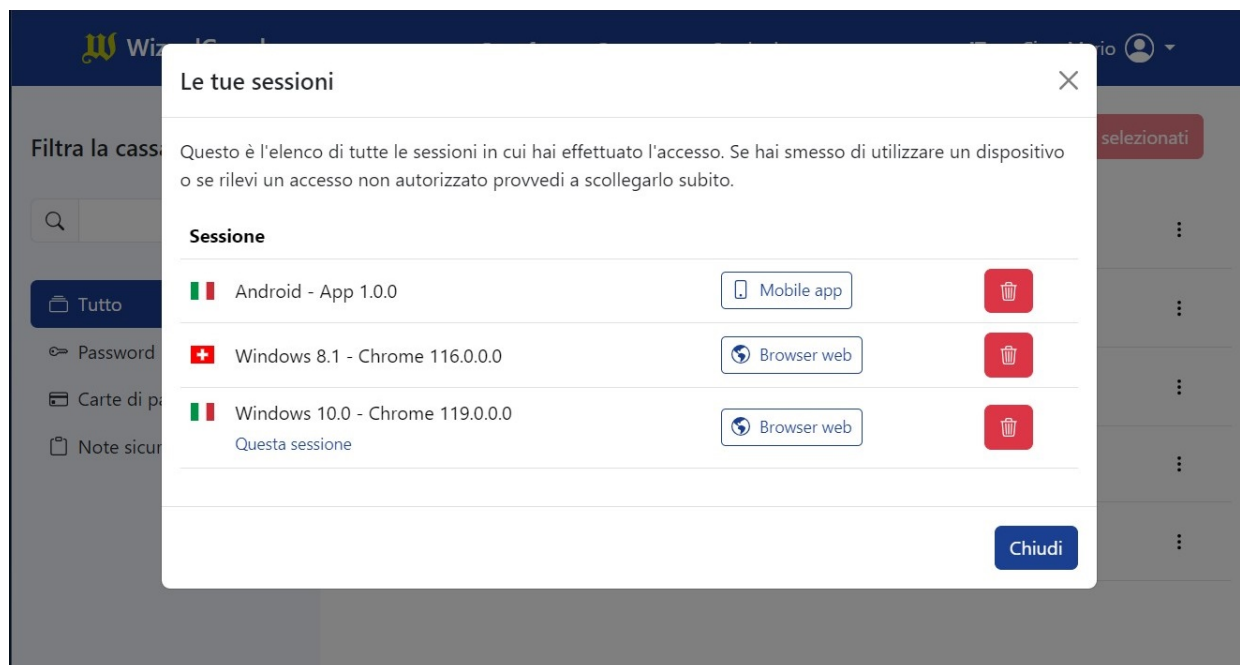 Wiz
rio
Le tue sessioni
Filtra la cass
selezionati
Questo è l'elenco di tutte le sessioni in cui hai effettuato l'accesso. Se hai smesso di utilizzare un dispositivo
o se rilevi un accesso non autorizzato provvedi a scollegarlo subito.
Sessione
Android - App 1.0.0
Mobile app
Tutto
Windows 8.1 - Chrome 116.0.0.0
Browser web
Password
Carte di pa
Windows 10.0 - Chrome 119.0.0.0
Browser web
Questa sessione
Note sicur
Chiudi